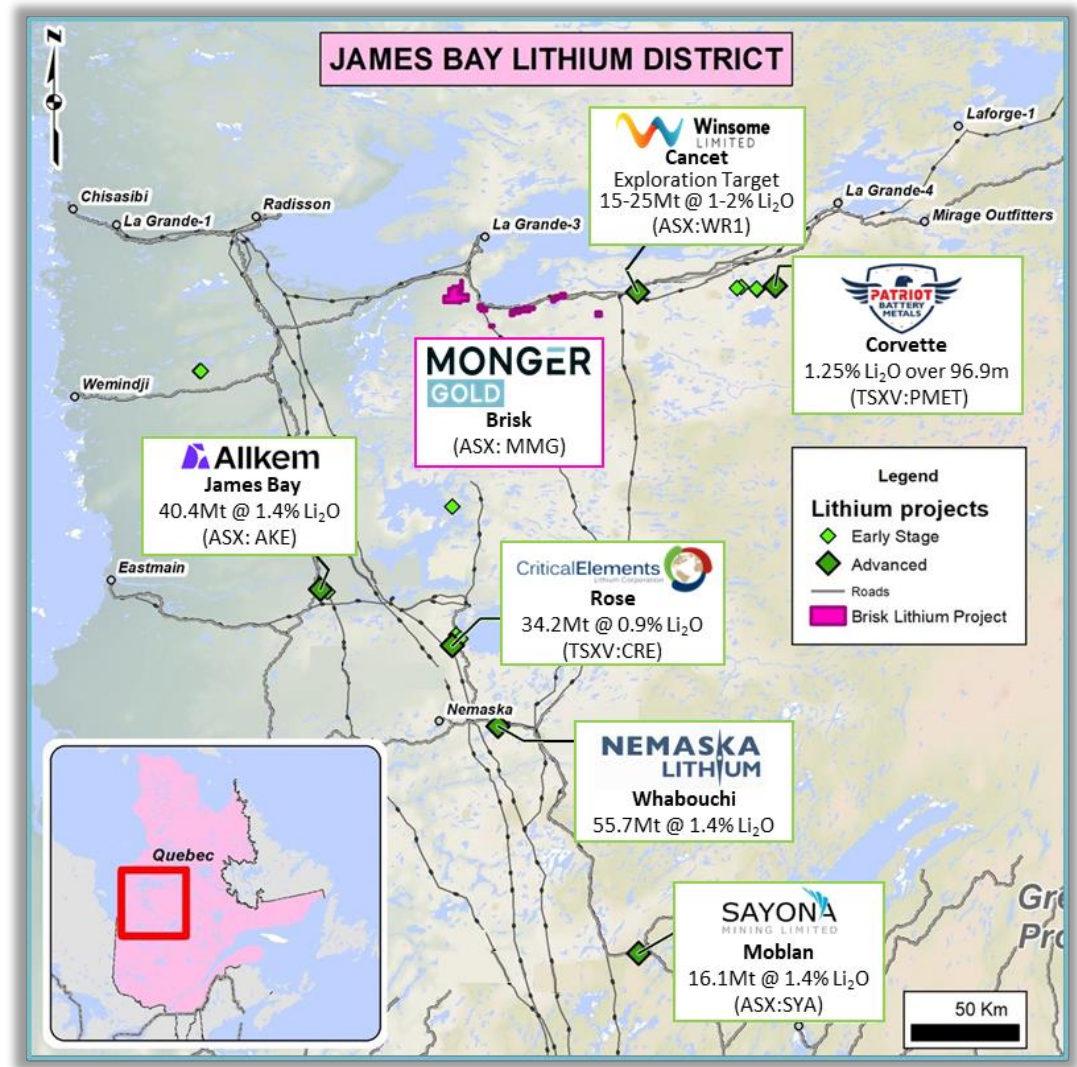 N
JAMES BAY LITHIUM DISTRICT
Laforge-1
Winsome
LIMITED
Cancet
Exploration Target
15-25Mt @ 1-2% Li₂O
(ASX:WR1)
Chisasibi
La Grande-1
Radisson
La Grande-3
La Grande-4
Mirage Outfitters
PATRIOT
BATTERY
METALS
Corvette
1.25% Li₂O over 96.9m
(TSXV:PMET)
MONGER
GOLD
Brisk
(ASX: MMG)
Wemindji
Allkem
James Bay
40.4Mt @ 1.4% Li₂O
(ASX: AKE)
Legend
Lithium projects
Early Stage
Advanced
Roads
Brisk Lithium Project
Eastmain
CriticalElements
Lithium Corporation
Rose
34.2Mt @ 0.9% Li₂O
(TSXV:CRE)
Nemaska
NEMASKA
LITHIUM
Whabouchi
55.7Mt @ 1.4% Li₂O
Quebec
SAYONA
MINING LIMITED
Moblan
16.1Mt @ 1.4% Li₂O
(ASX:SYA)
Gre
Pro
50 Km